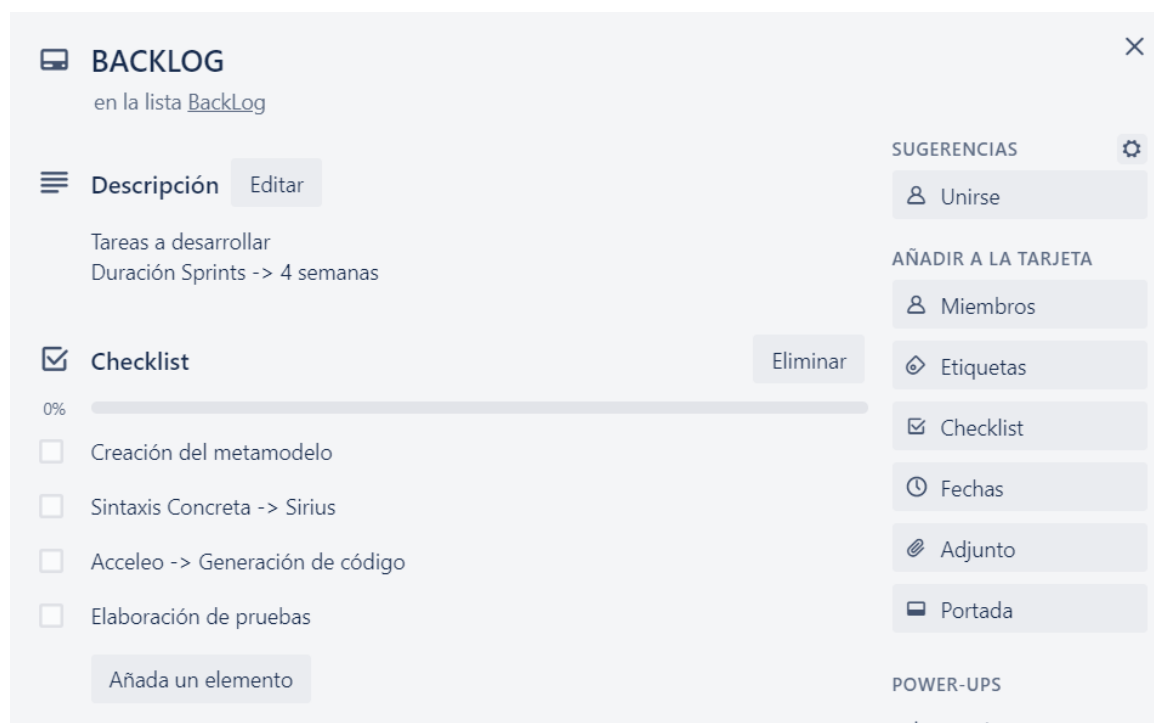 BACKLOG
en la lista BackLog
Descripción
Editar
Tareas a desarrollar
Duración Sprints -> 4 semanas
Checklist
Eliminar
0%
Creación del metamodelo
Sintaxis Concreta -> Sirius
Acceleo -> Generación de código
Elaboración de pruebas
Añada un elemento
SUGERENCIAS
Unirse
AÑADIR A LA TARJETA
Miembros
Etiquetas
Checklist
Fechas
Adjunto
Portada
POWER-UPS